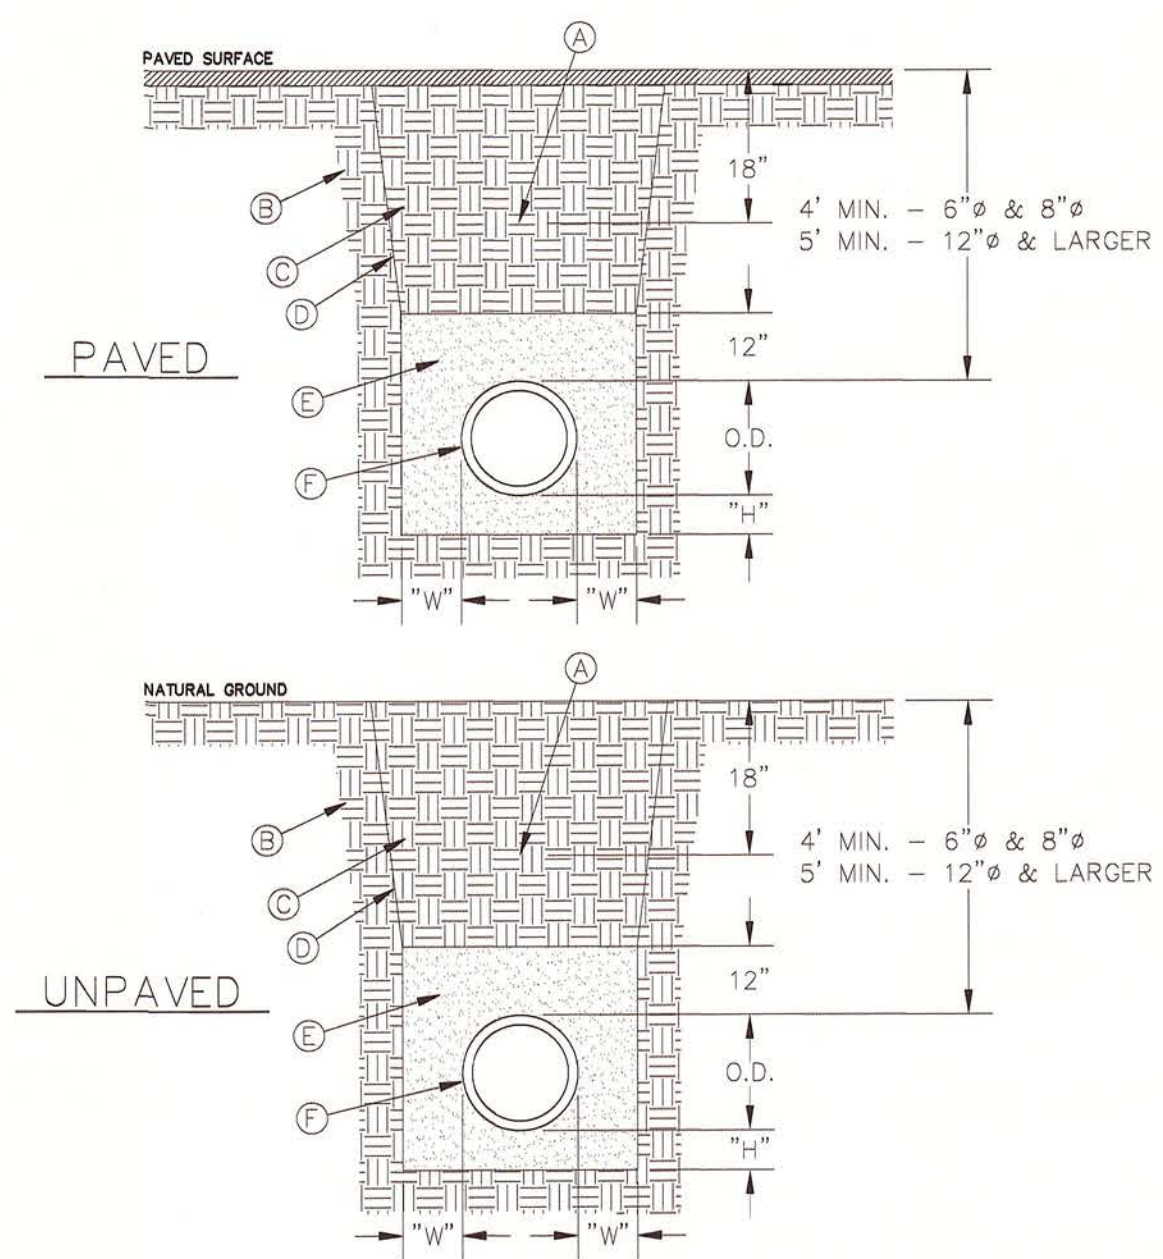 A
PAVED SURFACE
18"
B
4' MIN. – 6"ø & 8"ø
5' MIN. – 12"ø & LARGER
C
D
12"
PAVED
E
O.D.
F
"H"
"W" "W"
A
NATURAL GROUND
18"
B
4' MIN. – 6"ø & 8"ø
5' MIN. – 12"ø & LARGER
C
D
12"
UNPAVED
E
O.D.
F
"H"
"W" "W"